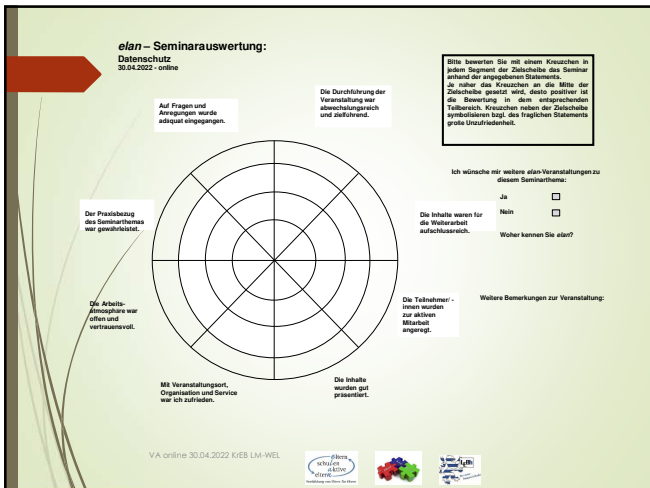 elan – Seminarauswertung:
Datenschutz
30.04.2022 - online
Bitte bewerten Sie mit einem Kreuzchen in
jedem Segment der Zielscheibe das Seminar
anhand der angegebenen Statements.
Je näher das Kreuzchen an die Mitte der
Zielscheibe gesetzt wird, desto positiver ist
die Bewertung in dem entsprechenden
Teilbereich. Kreuzchen neben der Zielscheibe
symbolisieren bzgl. des fraglichen Statements
große Unzufriedenheit.
Die Durchführung der
Veranstaltung war
abwechslungsreich
und zielführend.
Auf Fragen und
Anregungen wurde
adäquat eingegangen.
Ich wünsche mir weitere elan-Veranstaltungen zu
diesem Seminarthema:
Ja
Nein
Woher kennen Sie elan?
Der Praxisbezug
des Seminarthemas
war gewährleistet.
Die Inhalte waren für
die Weiterarbeit
aufschlussreich.
Die Arbeits-
atmosphäre war
offen und
vertrauensvoll.
Die Teilnehmer/ -
innen wurden
zur aktiven
Mitarbeit
angeregt.
Weitere Bemerkungen zur Veranstaltung:
Mit Veranstaltungsort,
Organisation und Service
war ich zufrieden.
Die Inhalte
wurden gut
präsentiert.
VA online 30.04.2022 KrEB LM-WEL
eltern
schulen
aktive
eltern